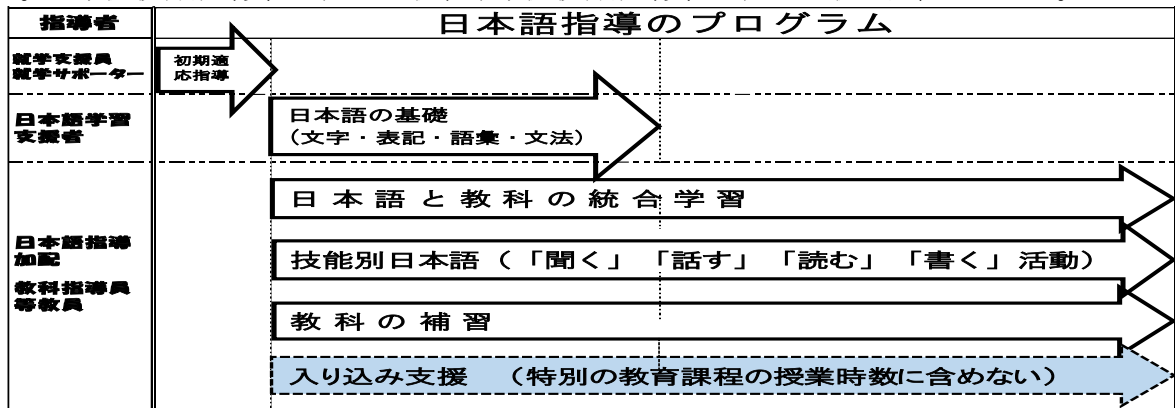 指導者
日本語指導のプログラム
就学支援員
就学サポーター
初期適
応指導
日本語学習
支援者
日本語の基礎
（文字・表記・語彙・文法）
日本語指導
加配
教科指導員
等教員
日本語と教科の統合学習
技能別日本語（「聞く」「話す」「読む」「書く」活動）
教科の補習
入り込み支援　（特別の教育課程の授業時数に含めない）